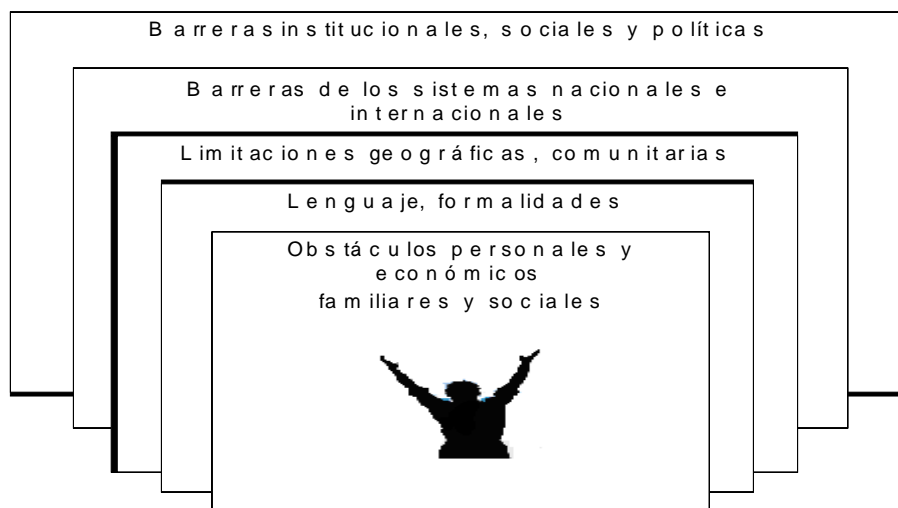 Barreras institucionales, sociales y políticas
Barreras de los sistemas nacionales e
internacionales
Limitaciones geográficas, comunitarias
Lenguaje, formalidades
Obstáculos personales y
económicos
familiares y sociales